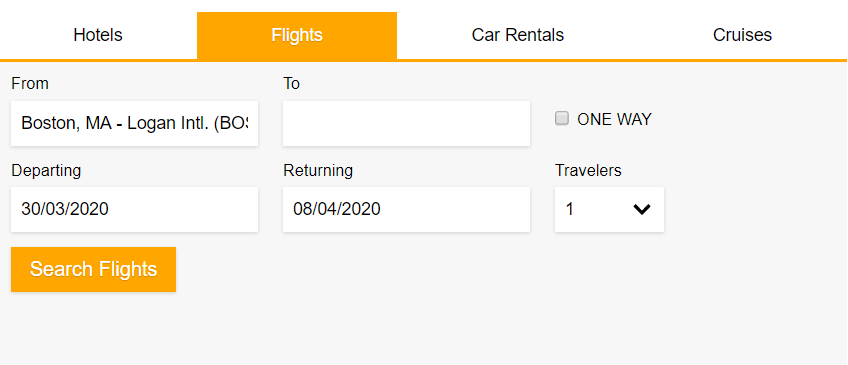 Hotels Flights Car Rentals Cruises
From To
Boston, MA - Logan Intl. (BOS
ONE WAY
Departing Returning Travelers
30/03/2020 08/04/2020 1
Search Flights